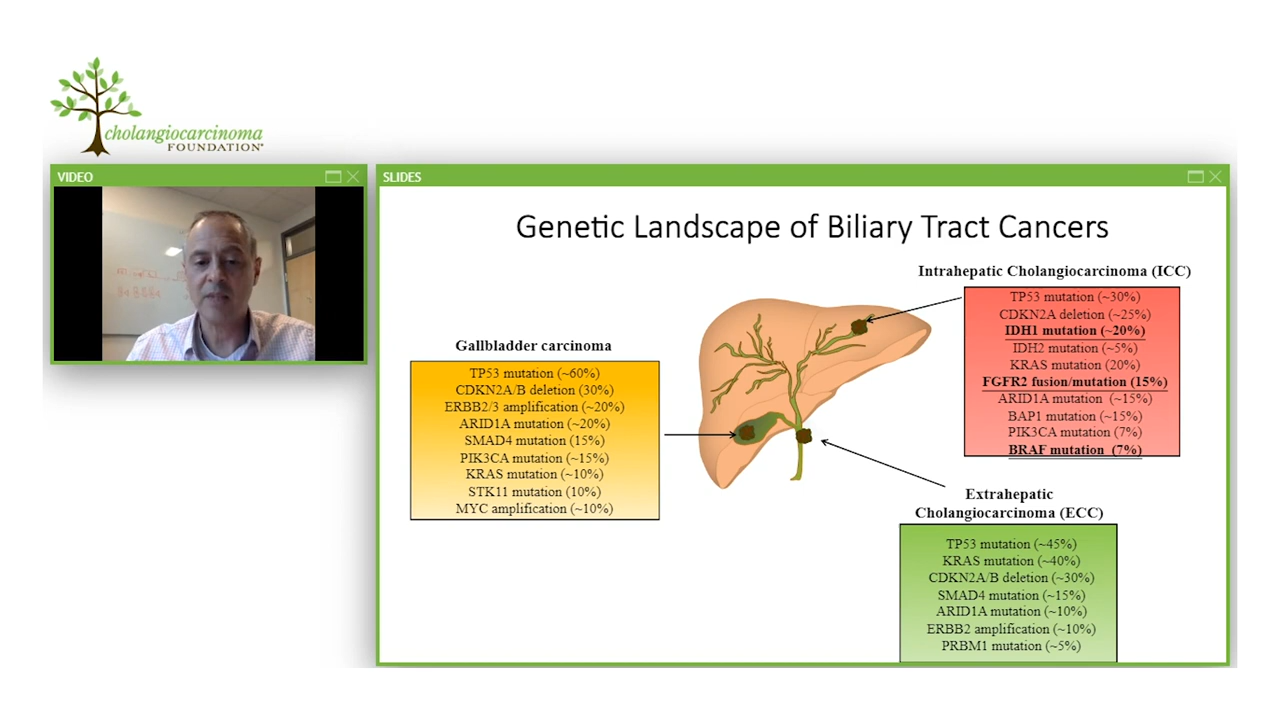 cholangiocarcinoma
FOUNDATION®
VIDEO
SLIDES
Genetic Landscape of Biliary Tract Cancers
Intrahepatic Cholangiocarcinoma (ICC)
TP53 mutation (~30%)
CDKN2A deletion (~25%)
IDH1 mutation (~20%)
IDH2 mutation (~5%)
KRAS mutation (20%)
FGFR2 fusion/mutation (15%)
ARID1A mutation (~15%)
BAP1 mutation (~15%)
PIK3CA mutation (7%)
BRAF mutation (7%)
Gallbladder carcinoma
TP53 mutation (~60%)
CDKN2A/B deletion (30%)
ERBB2/3 amplification (~20%)
ARID1A mutation (~20%)
SMAD4 mutation (15%)
PIK3CA mutation (~15%)
KRAS mutation (~10%)
STK11 mutation (10%)
MYC amplification (~10%)
Extrahepatic
Cholangiocarcinoma (ECC)
TP53 mutation (~45%)
KRAS mutation (~40%)
CDKN2A/B deletion (~30%)
SMAD4 mutation (~15%)
ARID1A mutation (~10%)
ERBB2 amplification (~10%)
PRBM1 mutation (~5%)